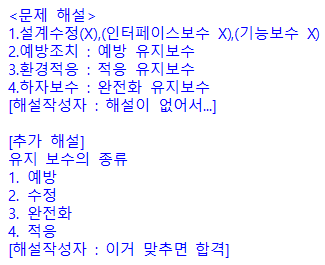 <문제 해설>
1.설계수정(X),(인터페이스보수 X),(기능보수 X)
2.예방조치 : 예방 유지보수
3.환경적응 : 적응 유지보수
4.하자보수 : 완전화 유지보수
[해설작성자 : 해설이 없어서...]

[추가 해설]
유지 보수의 종류
1. 예방
2. 수정
3. 완전화
4. 적응
[해설작성자 : 이거 맞추면 합격]